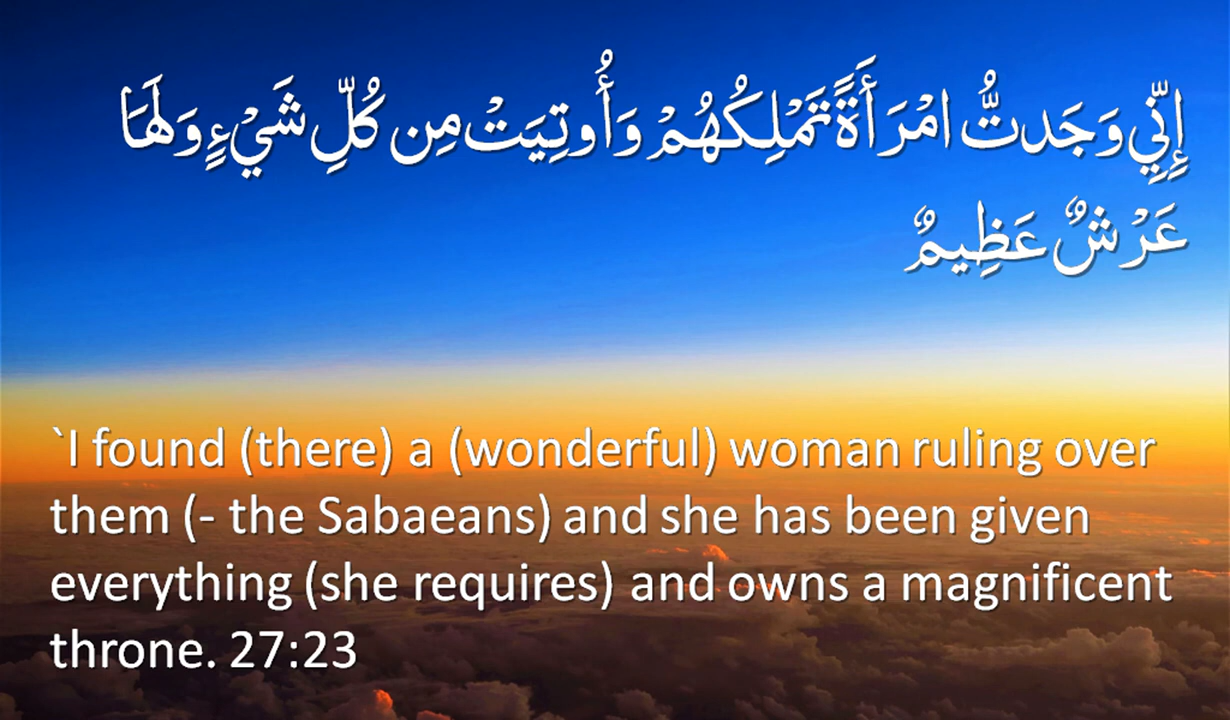 إِنِّي وَجَدتُّ امْرَأَةً تَمْلِكُهُمْ وَأُوتِيَتْ مِن كُلِّ شَيْءٍ وَلَهَا
عَرْشٌ عَظِيمٌ
`I found (there) a (wonderful) woman ruling over
them (- the Sabaeans) and she has been given
everything (she requires) and owns a magnificent
throne. 27:23